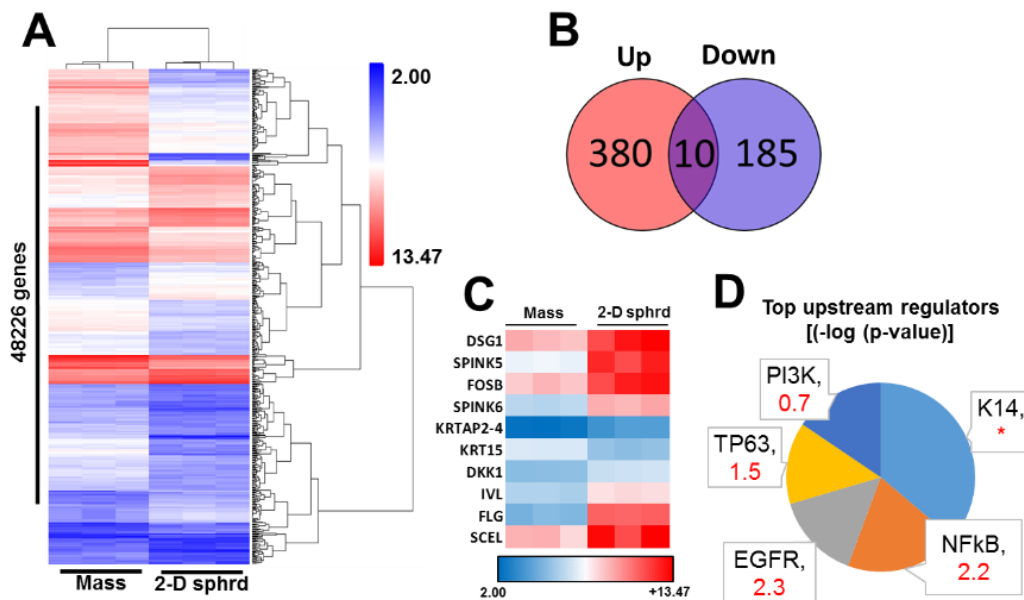 A
2.00
13.47
48226 genes
Mass
2-D sphrd
B
Up
Down
380
10
185
C
Mass
2-D sphrd
DSG1
SPINK5
FOSB
SPINK6
KRTAP2-4
KRT15
DKK1
IVL
FLG
SCEL
2.00
+13.47
D
Top upstream regulators
[(-log (p-value)]
PI3K,
0.7
K14,
*
TP63,
1.5
EGFR,
2.3
NFkB,
2.2